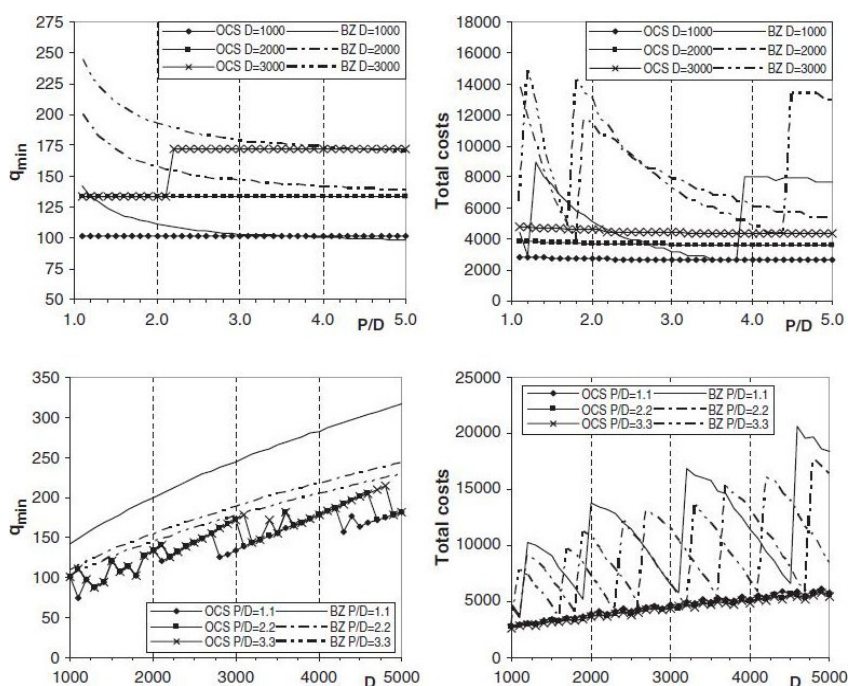 OCS D=1000 BZ D=1000
OCS D=2000 BZ D=2000
OCS D=3000 BZ D=3000
q min
275
250
225
200
175
150
125
100
75
50
1.0 2.0 3.0 4.0 5.0
P/D
OCS D=1000 BZ D=1000
OCS D=2000 BZ D=2000
OCS D=3000 BZ D=3000
Total costs
18000
16000
14000
12000
10000
8000
6000
4000
2000
0
1.0 2.0 3.0 4.0 5.0
P/D
q min
350
300
250
200
150
100
50
0
OCS P/D=1.1 BZ P/D=1.1
OCS P/D=2.2 BZ P/D=2.2
OCS P/D=3.3 BZ P/D=3.3
1000 2000 3000 4000 5000
D
Total costs
25000
20000
15000
10000
5000
0
OCS P/D=1.1 BZ P/D=1.1
OCS P/D=2.2 BZ P/D=2.2
OCS P/D=3.3 BZ P/D=3.3
1000 2000 3000 4000 5000
D